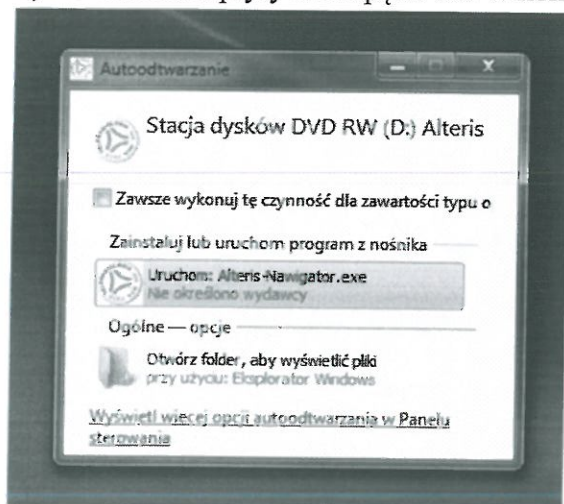 Autoodtwarzanie
Stacja dysków DVD RW (D:) Alteris
Zawsze wykonuj tę czynność dla zawartości typu o
Zainstaluj lub uruchom program z nośnika
Uruchom: Alteris-Nawigator.exe
Nie określono wydawcy
Ogólne — opcje
Otwórz folder, aby wyświetlić pliki
przy użyciu: Eksplorator Windows
Wyświetl więcej opcji autoodtwarzania w Panelu
sterowania